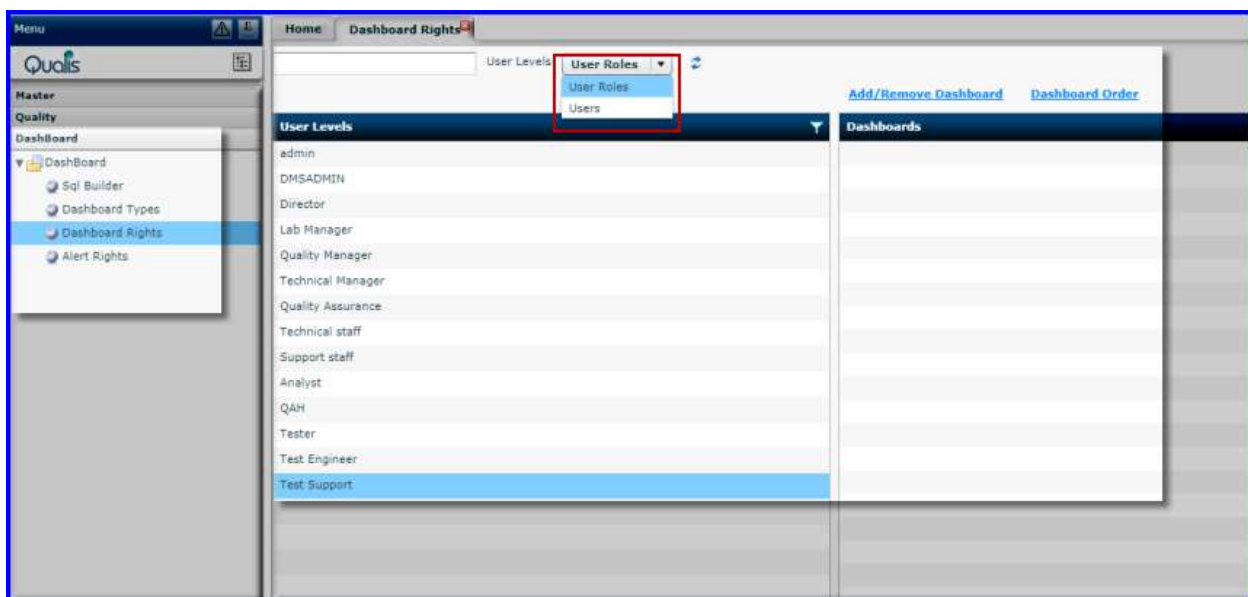 Menu
Home
Dashboard Rights
Qualis
User Levels
User Roles
User Roles
Users
Add/Remove Dashboard
Dashboard Order
Master
Quality
DashBoard
DashBoard
Sql Builder
Dashboard Types
Dashboard Rights
Alert Rights
User Levels
Dashboards
admin
DMSADMIN
Director
Lab Manager
Quality Manager
Technical Manager
Quality Assurance
Technical staff
Support staff
Analyst
QAH
Tester
Test Engineer
Test Support